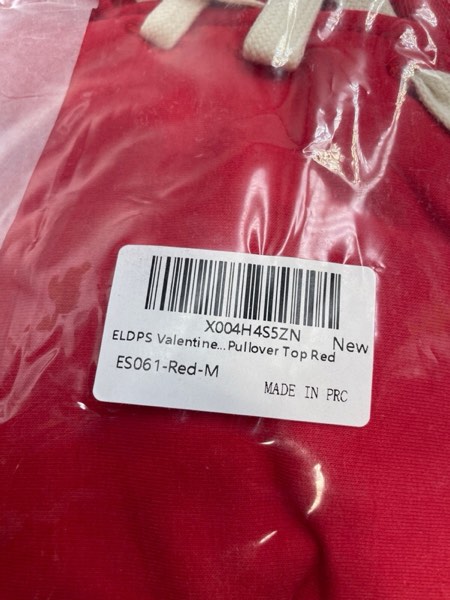 X004H4S5ZN
ELDPS Valentine...Pullover Top Red
New
ES061-Red-M
MADE IN PRC